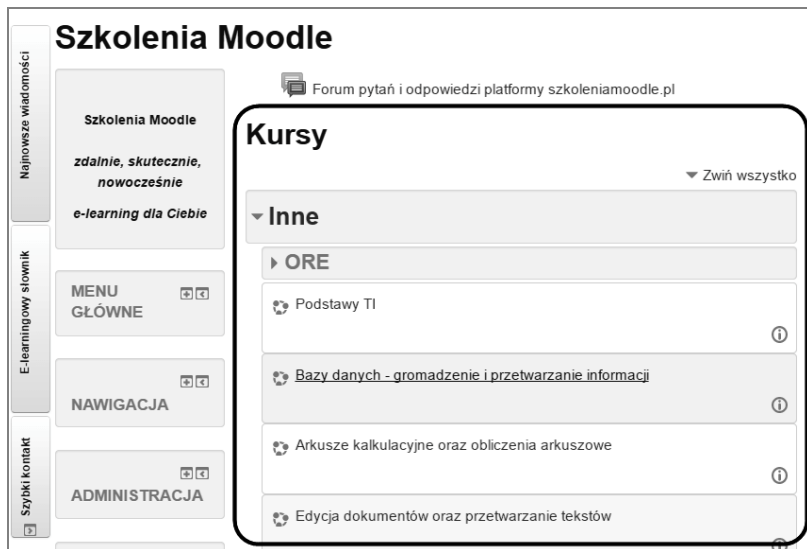 Szkolenia Moodle
Najnowsze wiadomości
E-learningowy słownik
Szybki kontakt
Szkolenia Moodle
zdalnie, skutecznie,
nowocześnie
e-learning dla Ciebie
MENU
GŁÓWNE
NAWIGACJA
ADMINISTRACJA
Forum pytań i odpowiedzi platformy szkoleniamoodle.pl
Kursy
Zwiń wszystko
Inne
ORE
Podstawy TI
Bazy danych - gromadzenie i przetwarzanie informacji
Arkusze kalkulacyjne oraz obliczenia arkuszowe
Edycja dokumentów oraz przetwarzanie tekstów